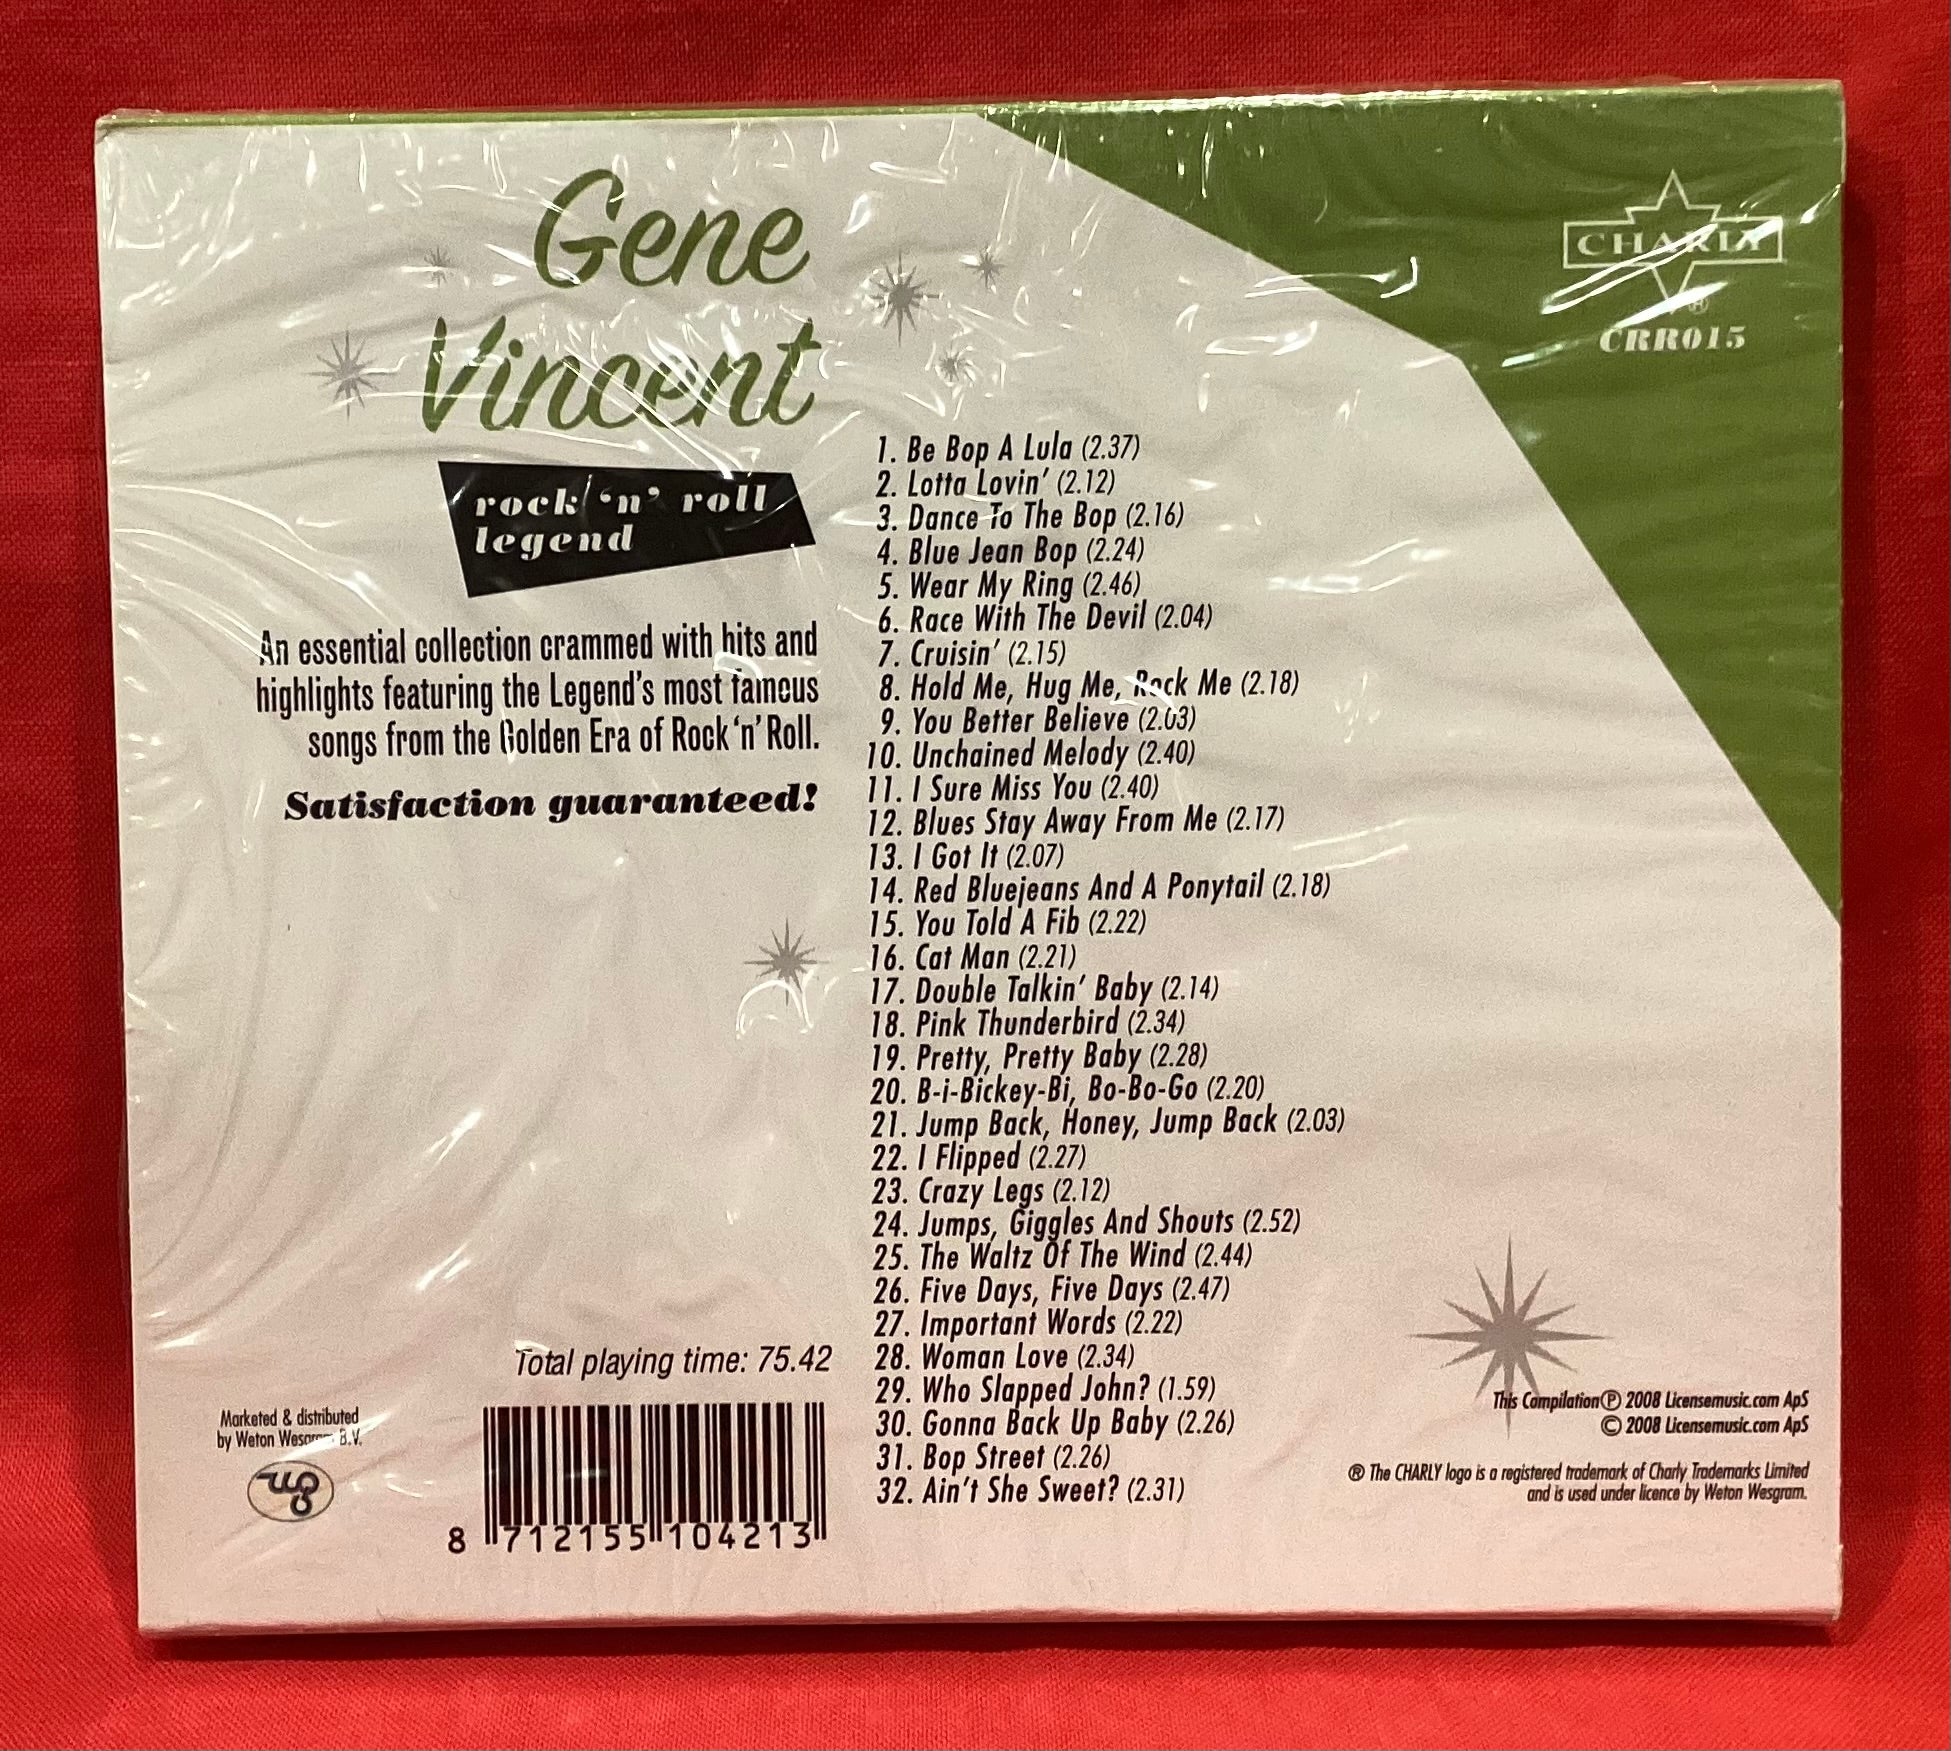 Gene
Vincent
rock 'n' roll
legend
An essential collection crammed with hits and
highlights featuring the Legend's most famous
songs from the Golden Era of Rock 'n' Roll.
Satisfaction guaranteed!
CHARLY
®
CRR015
1. Be Bop A Lula (2.37)
2. Lotta Lovin' (2.12)
3. Dance To The Bop (2.16)
4. Blue Jean Bop (2.24)
5. Wear My Ring (2.46)
6. Race With The Devil (2.04)
7. Cruisin' (2.15)
8. Hold Me, Hug Me, Rock Me (2.18)
9. You Better Believe (2.03)
10. Unchained Melody (2.40)
11. I Sure Miss You (2.40)
12. Blues Stay Away From Me (2.17)
13. I Got It (2.07)
14. Red Bluejeans And A Ponytail (2.18)
15. You Told A Fib (2.22)
16. Cat Man (2.21)
17. Double Talkin' Baby (2.14)
18. Pink Thunderbird (2.34)
19. Pretty, Pretty Baby (2.28)
20. B-i-Bickey-Bi, Bo-Bo-Go (2.20)
21. Jump Back, Honey, Jump Back (2.03)
22. I Flipped (2.27)
23. Crazy Legs (2.12)
24. Jumps, Giggles And Shouts (2.52)
25. The Waltz Of The Wind (2.44)
26. Five Days, Five Days (2.47)
27. Important Words (2.22)
28. Woman Love (2.34)
29. Who Slapped John? (1.59)
30. Gonna Back Up Baby (2.26)
31. Bop Street (2.26)
32. Ain't She Sweet? (2.31)
Total playing time: 75.42
Marketed & distributed
by Weton Wesgram B.V.
wg
8 712155 104213
This Compilation ℗ 2008 Licensemusic.com ApS
© 2008 Licensemusic.com ApS
® The CHARLY logo is a registered trademark of Charly Trademarks Limited
and is used under licence by Weton Wesgram.